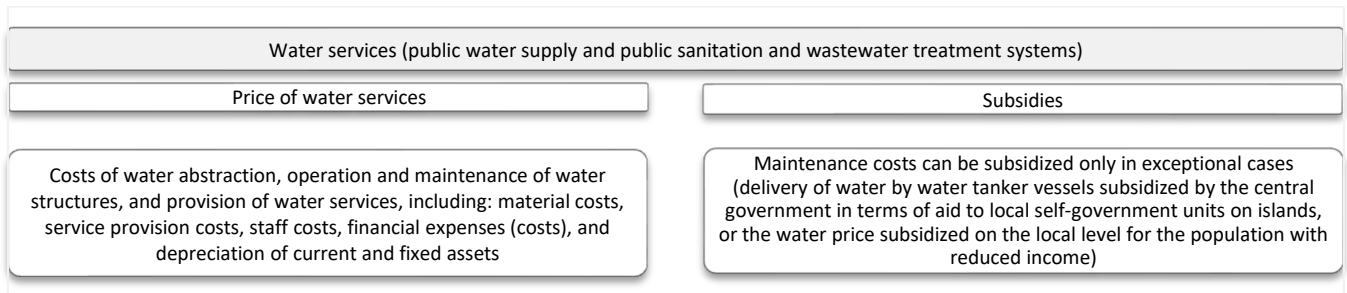 Water services (public water supply and public sanitation and wastewater treatment systems)
Price of water services
Subsidies
Costs of water abstraction, operation and maintenance of water
structures, and provision of water services, including: material costs,
service provision costs, staff costs, financial expenses (costs), and
depreciation of current and fixed assets
Maintenance costs can be subsidized only in exceptional cases
(delivery of water by water tanker vessels subsidized by the central
government in terms of aid to local self-government units on islands,
or the water price subsidized on the local level for the population with
reduced income)